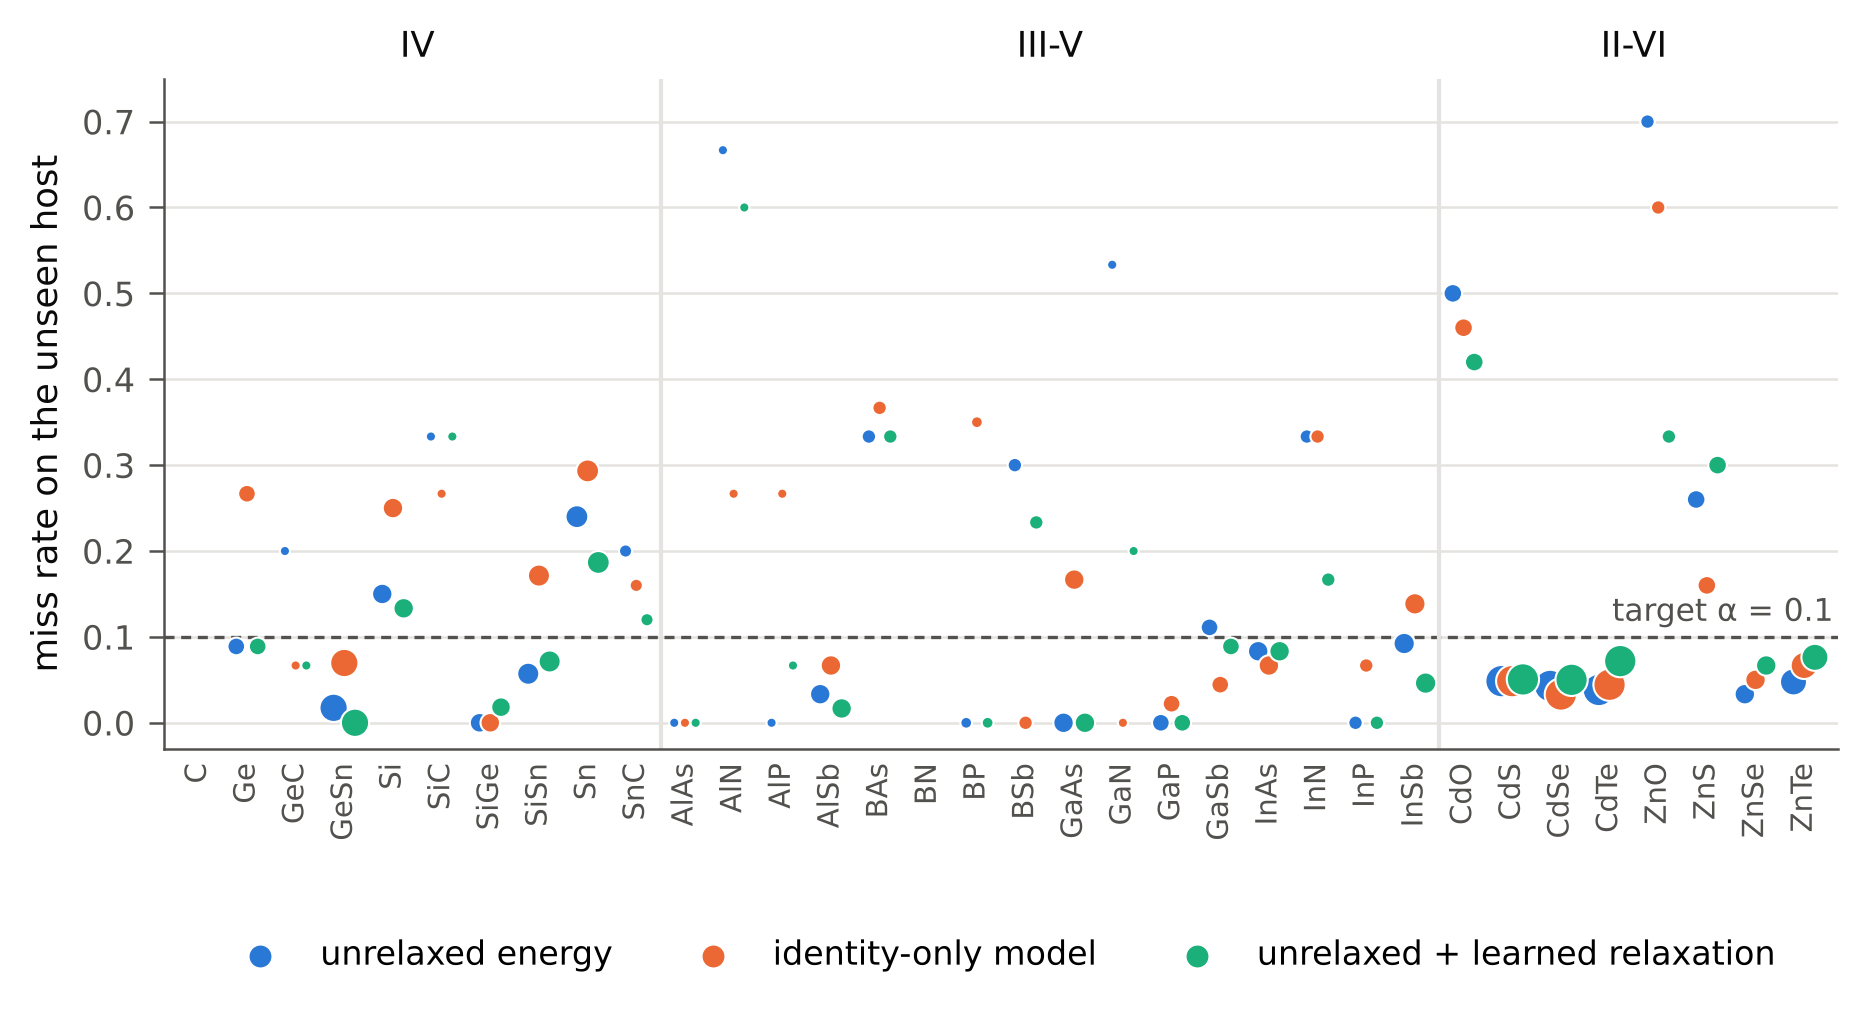 IV III-V II-VI
miss rate on the unseen host
0.7
0.6
0.5
0.4
0.3
0.2
0.1
0.0
target α = 0.1
C Ge GeC GeSn Si SiC SiGe SiSn Sn SnC AlAs AlN AlP AlSb BAs BN BP BSb GaAs GaN GaP GaSb InAs InN InP InSb CdO CdS CdSe CdTe ZnO ZnS ZnSe ZnTe
unrelaxed energy identity-only model unrelaxed + learned relaxation